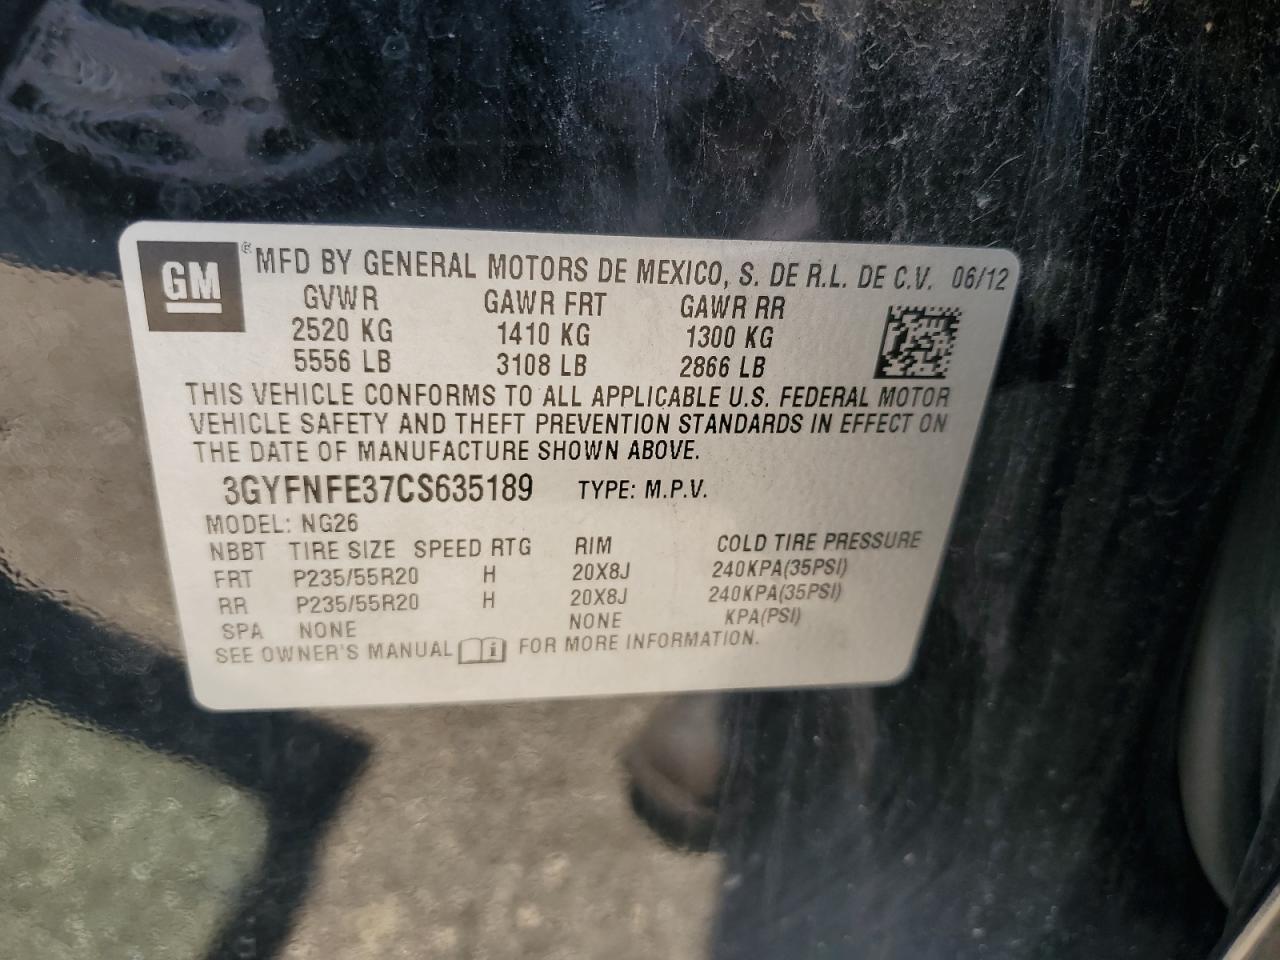 GM ® MFD BY GENERAL MOTORS DE MEXICO, S. DE R.L. DE C.V. 06/12
GVWR GAWR FRT GAWR RR
2520 KG 1410 KG 1300 KG
5556 LB 3108 LB 2866 LB
THIS VEHICLE CONFORMS TO ALL APPLICABLE U.S. FEDERAL MOTOR
VEHICLE SAFETY AND THEFT PREVENTION STANDARDS IN EFFECT ON
THE DATE OF MANUFACTURE SHOWN ABOVE.
3GYFNFE37CS635189 TYPE: M.P.V.
MODEL: NG26
NBBT TIRE SIZE SPEED RTG RIM COLD TIRE PRESSURE
FRT P235/55R20 H 20X8J 240KPA(35PSI)
RR P235/55R20 H 20X8J 240KPA(35PSI)
SPA NONE NONE KPA(PSI)
SEE OWNER'S MANUAL i FOR MORE INFORMATION.